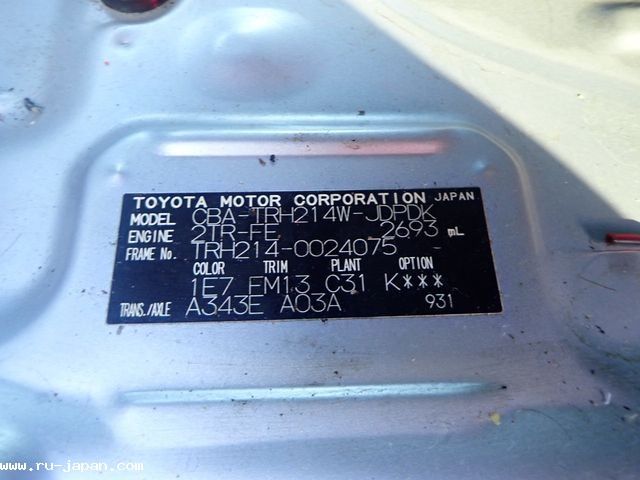 TOYOTA MOTOR CORPORATION JAPAN
MODEL CBA-TRH214W-JDPDK
ENGINE 2TR-FE 2693 mL
FRAME No. TRH214-0024075
COLOR TRIM PLANT OPTION
1E7 FM13 C31 K***
TRANS./AXLE A343E A03A 931
www.ru-japan.com